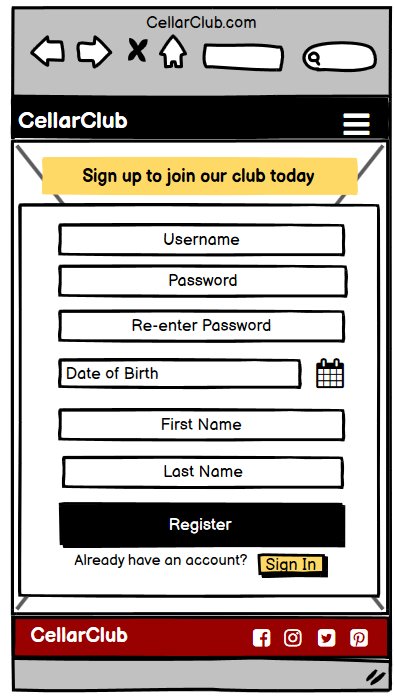 CellarClub.com
CellarClub
Sign up to join our club today
Username
Password
Re-enter Password
Date of Birth
First Name
Last Name
Register
Already have an account? Sign In
CellarClub